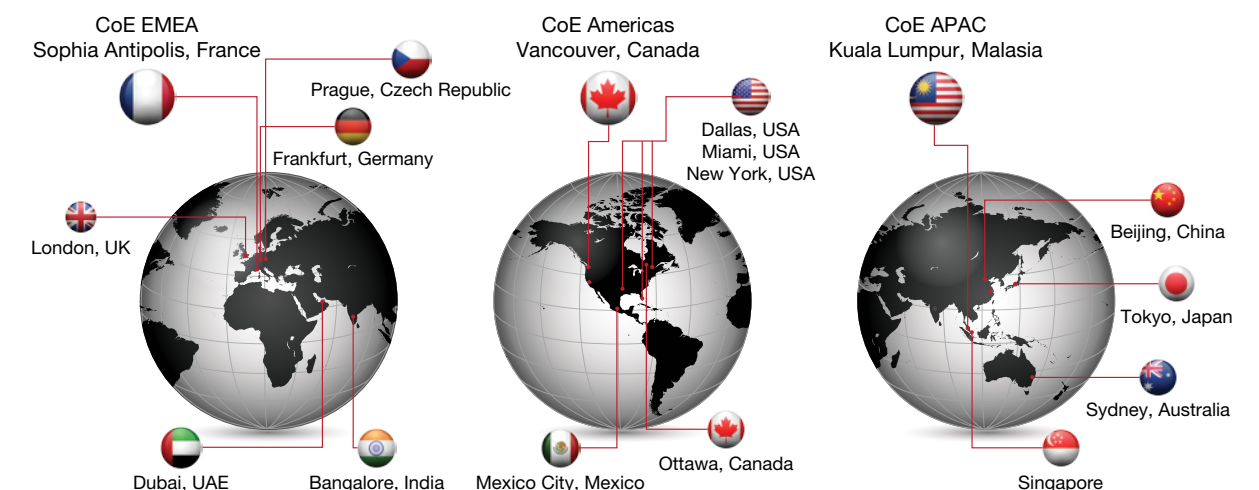 CoE EMEA
Sophia Antipolis, France
Prague, Czech Republic
Frankfurt, Germany
London, UK
Dubai, UAE
Bangalore, India
CoE Americas
Vancouver, Canada
Dallas, USA
Miami, USA
New York, USA
Mexico City, Mexico
Ottawa, Canada
CoE APAC
Kuala Lumpur, Malasia
Beijing, China
Tokyo, Japan
Sydney, Australia
Singapore